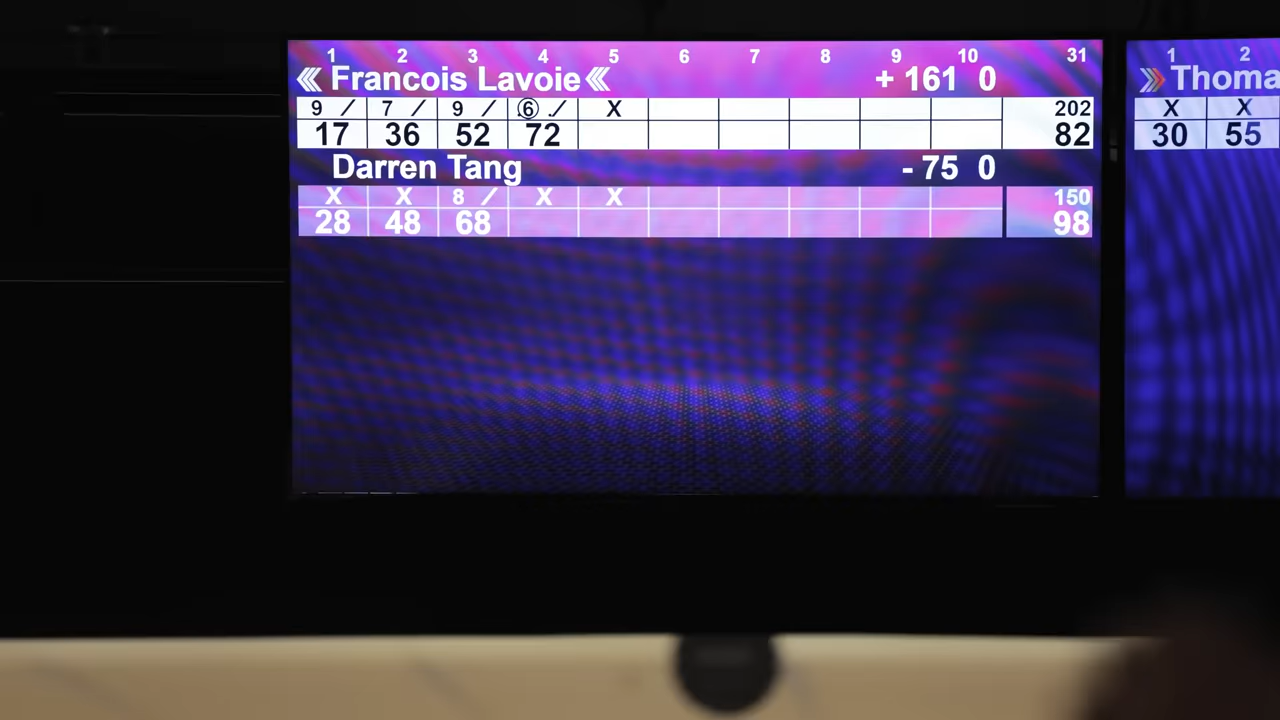 1 2 3 4 5 6 7 8 9 10 31
Francois Lavoie + 161 0
9 / 7 / 9 / 6 / X 202
17 36 52 72 82
Darren Tang - 75 0
X X 8 / X X 150
28 48 68 98
1 2
Thoma
X X
30 55